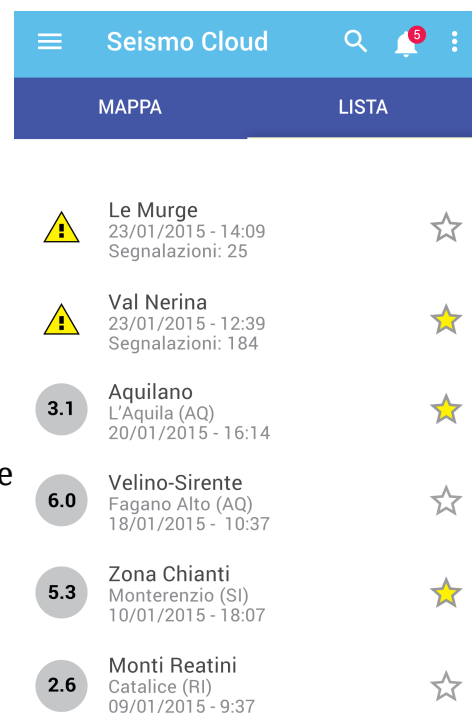 Seismo Cloud
5
MAPPA
LISTA
Le Murge
23/01/2015 - 14:09
Segnalazioni: 25
Val Nerina
23/01/2015 - 12:39
Segnalazioni: 184
3.1
Aquilano
L'Aquila (AQ)
20/01/2015 - 16:14
e
6.0
Velino-Sirente
Fagano Alto (AQ)
18/01/2015 - 10:37
5.3
Zona Chianti
Monterenzio (SI)
10/01/2015 - 18:07
2.6
Monti Reatini
Catalice (RI)
09/01/2015 - 9:37